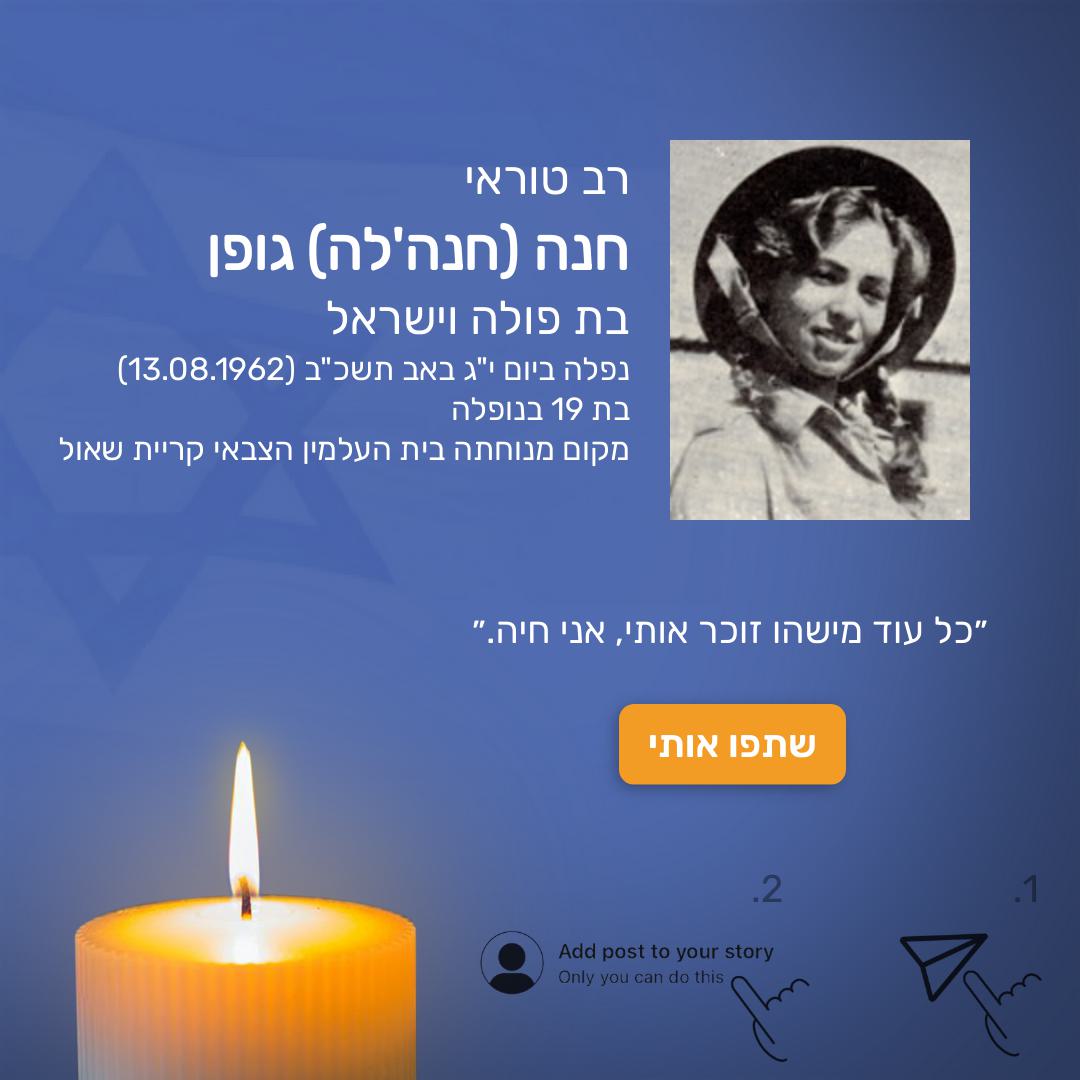 רב טוראי
חנה (חנה'לה) גופן
בת פולה וישראל
נפלה ביום י"ג באב תשכ"ב (13.08.1962)
בת 19 בנופלה
מקום מנוחתה בית העלמין הצבאי קריית שאול
״כל עוד מישהו זוכר אותי, אני חיה.״
שתפו אותי
1.
2.
Add post to your story
Only you can do this